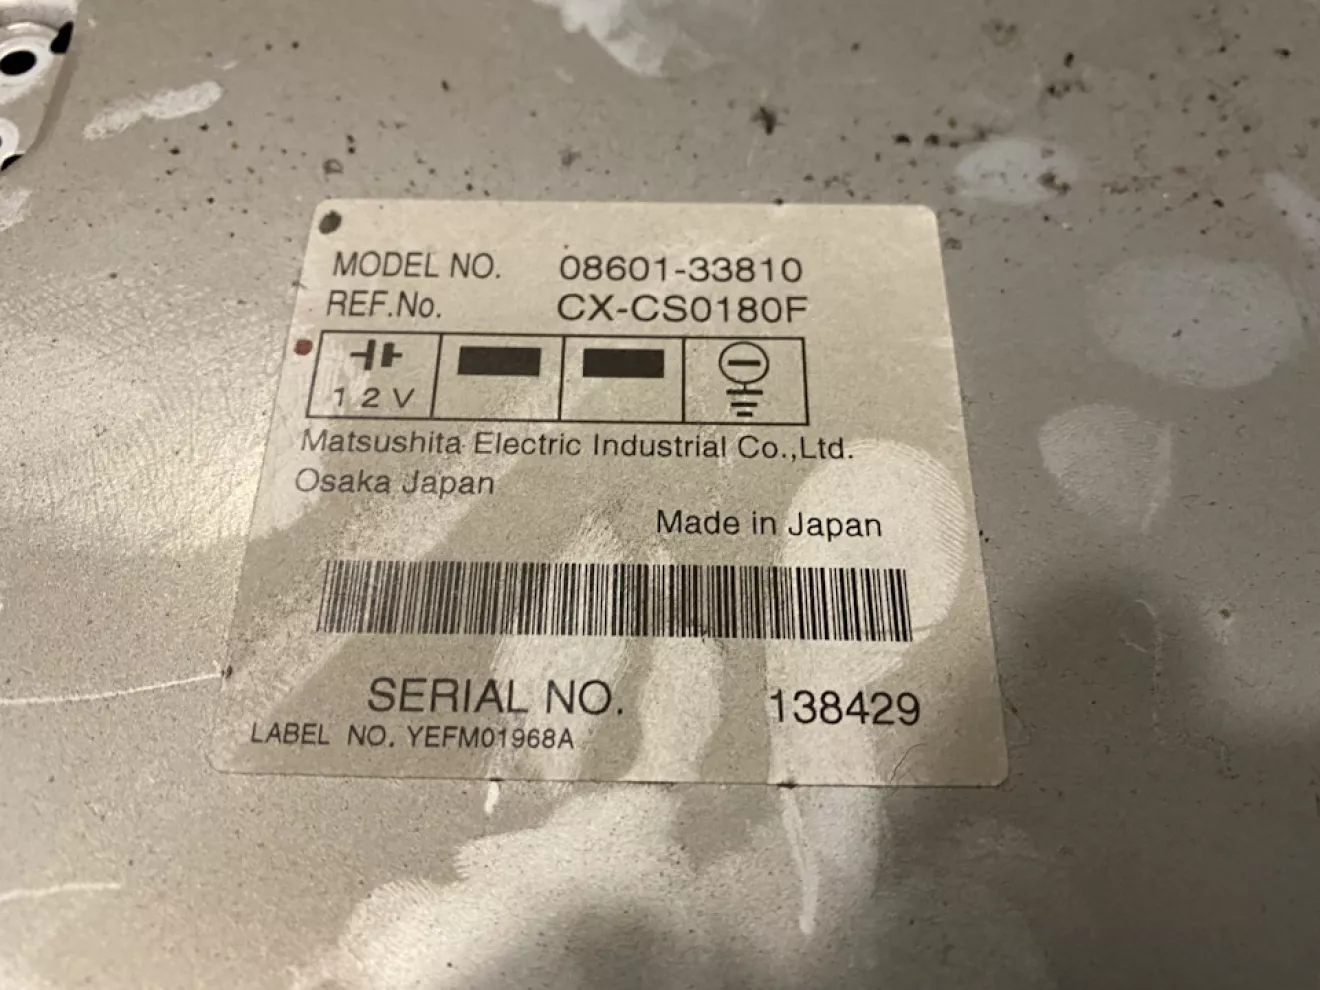 MODEL NO. 08601-33810
REF.No. CX-CS0180F
12V
Matsushita Electric Industrial Co.,Ltd.
Osaka Japan
Made in Japan
SERIAL NO. 138429
LABEL NO. YEFM01968A